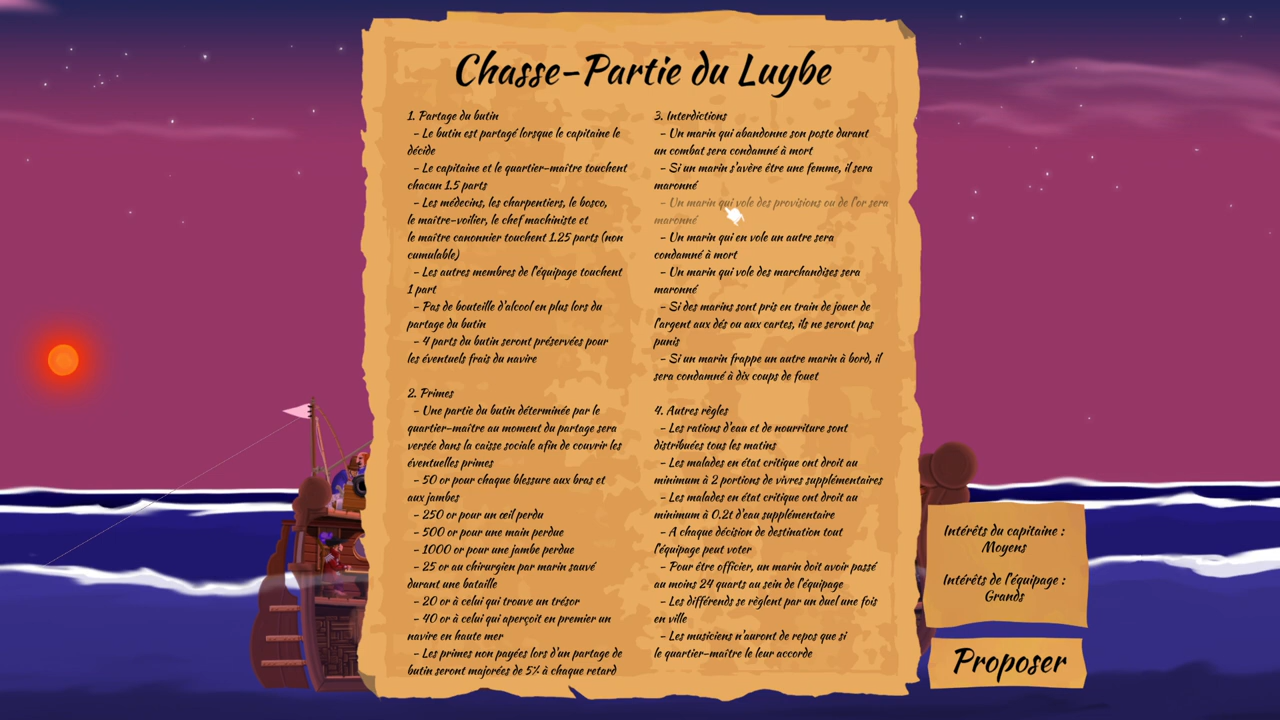 Chasse-Partie du Luybe
1. Partage du butin
- Le butin est partagé lorsque le capitaine le
décide
- Le capitaine et le quartier-maître touchent
chacun 1.5 parts
- Les médecins, les charpentiers, le bosco,
le maître-voilier, le chef machiniste et
le maître canonnier touchent 1.25 parts (non
cumulable)
- Les autres membres de l'équipage touchent
1 part
- Pas de bouteille d'alcool en plus lors du
partage du butin
- 4 parts du butin seront préservées pour
les éventuels frais du navire
2. Primes
- Une partie du butin déterminée par le
quartier-maître au moment du partage sera
versée dans la caisse sociale afin de couvrir les
éventuelles primes
- 50 or pour chaque blessure aux bras et
aux jambes
- 250 or pour un œil perdu
- 500 or pour une main perdue
- 1000 or pour une jambe perdue
- 25 or au chirurgien par marin sauvé
durant une bataille
- 20 or à celui qui trouve un trésor
- 40 or à celui qui aperçoit en premier un
navire en haute mer
- Les primes non payées lors d'un partage de
butin seront majorées de 5% à chaque retard
3. Interdictions
- Un marin qui abandonne son poste durant
un combat sera condamné à mort
- Si un marin s'avère être une femme, il sera
maronné
- Un marin qui vole des provisions ou de l'or sera
maronné
- Un marin qui en vole un autre sera
condamné à mort
- Un marin qui vole des marchandises sera
maronné
- Si des marins sont pris en train de jouer de
l'argent aux dés ou aux cartes, ils ne seront pas
punis
- Si un marin frappe un autre marin à bord, il
sera condamné à dix coups de fouet
4. Autres règles
- Les rations d'eau et de nourriture sont
distribuées tous les matins
- Les malades en état critique ont droit au
minimum à 2 portions de vivres supplémentaires
- Les malades en état critique ont droit au
minimum à 0.2t d'eau supplémentaire
- A chaque décision de destination tout
l'équipage peut voter
- Pour être officier, un marin doit avoir passé
au moins 24 quarts au sein de l'équipage
- Les différends se règlent par un duel une fois
en ville
- Les musiciens n'auront de repos que si
le quartier-maître le leur accorde
Intérêts du capitaine :
Moyens
Intérêts de l'équipage :
Grands
Proposer